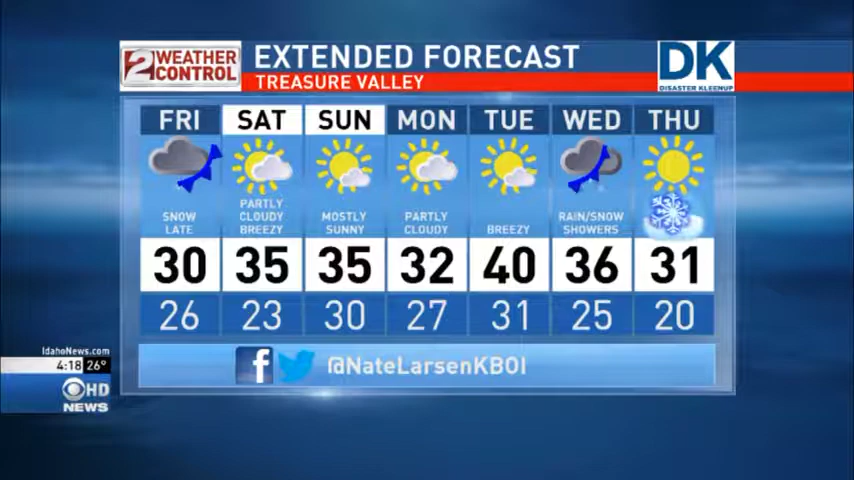 2 WEATHER CONTROL
EXTENDED FORECAST
TREASURE VALLEY
DK
DISASTER KLEENUP
FRI SAT SUN MON TUE WED THU
SNOW LATE
PARTLY CLOUDY BREEZY
MOSTLY SUNNY
PARTLY CLOUDY
BREEZY
RAIN/SNOW SHOWERS
30 35 35 32 40 36 31
26 23 30 27 31 25 20
f @NateLarsenKBOI
IdahoNews.com
4:18 26°
HD
NEWS